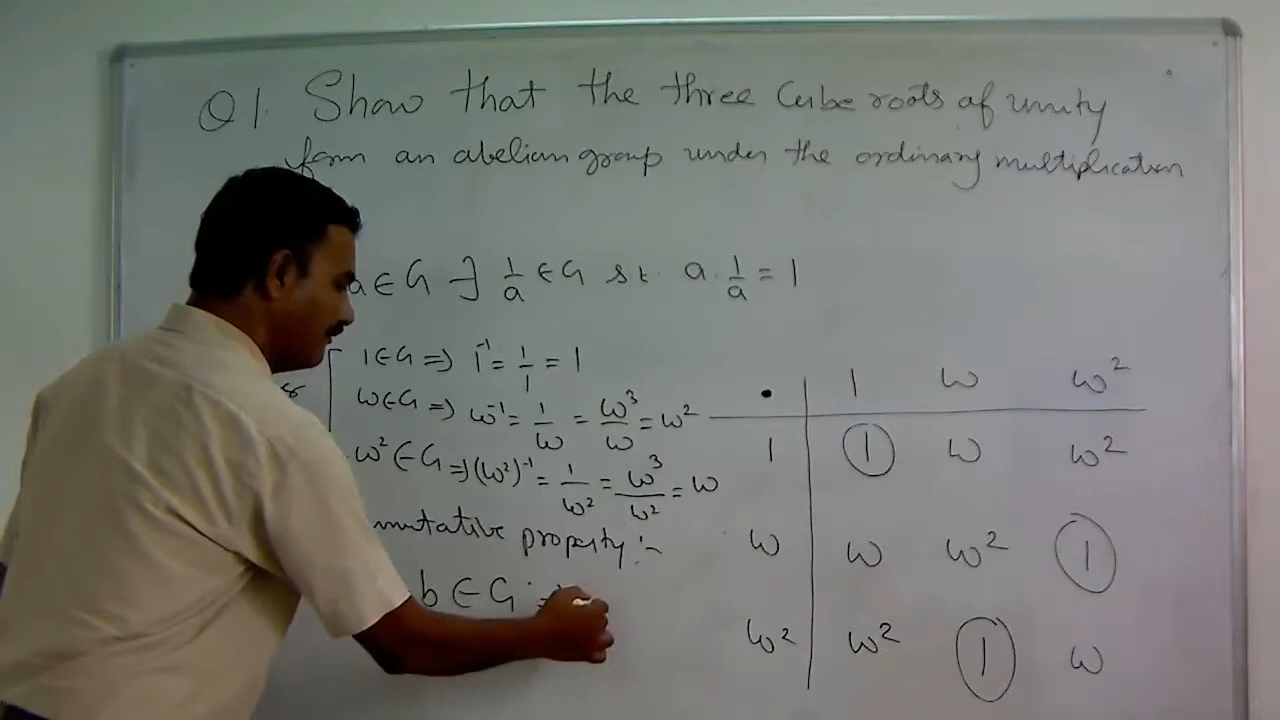 Q1. Show that the three Cube roots of unity
form an abelian group under the ordinary multiplication
a ∈ G ∃ 1/a ∈ G s.t. a . 1/a = 1
1 ∈ G ⇒ 1⁻¹ = 1/1 = 1
ω ∈ G ⇒ ω⁻¹ = 1/ω = ω³/ω = ω²
ω² ∈ G ⇒ (ω²)⁻¹ = 1/ω² = ω³/ω² = ω
mutative property :-
b ∈ G
• 1 ω ω²
1 1 ω ω²
ω ω ω² 1
ω² ω² 1 ω